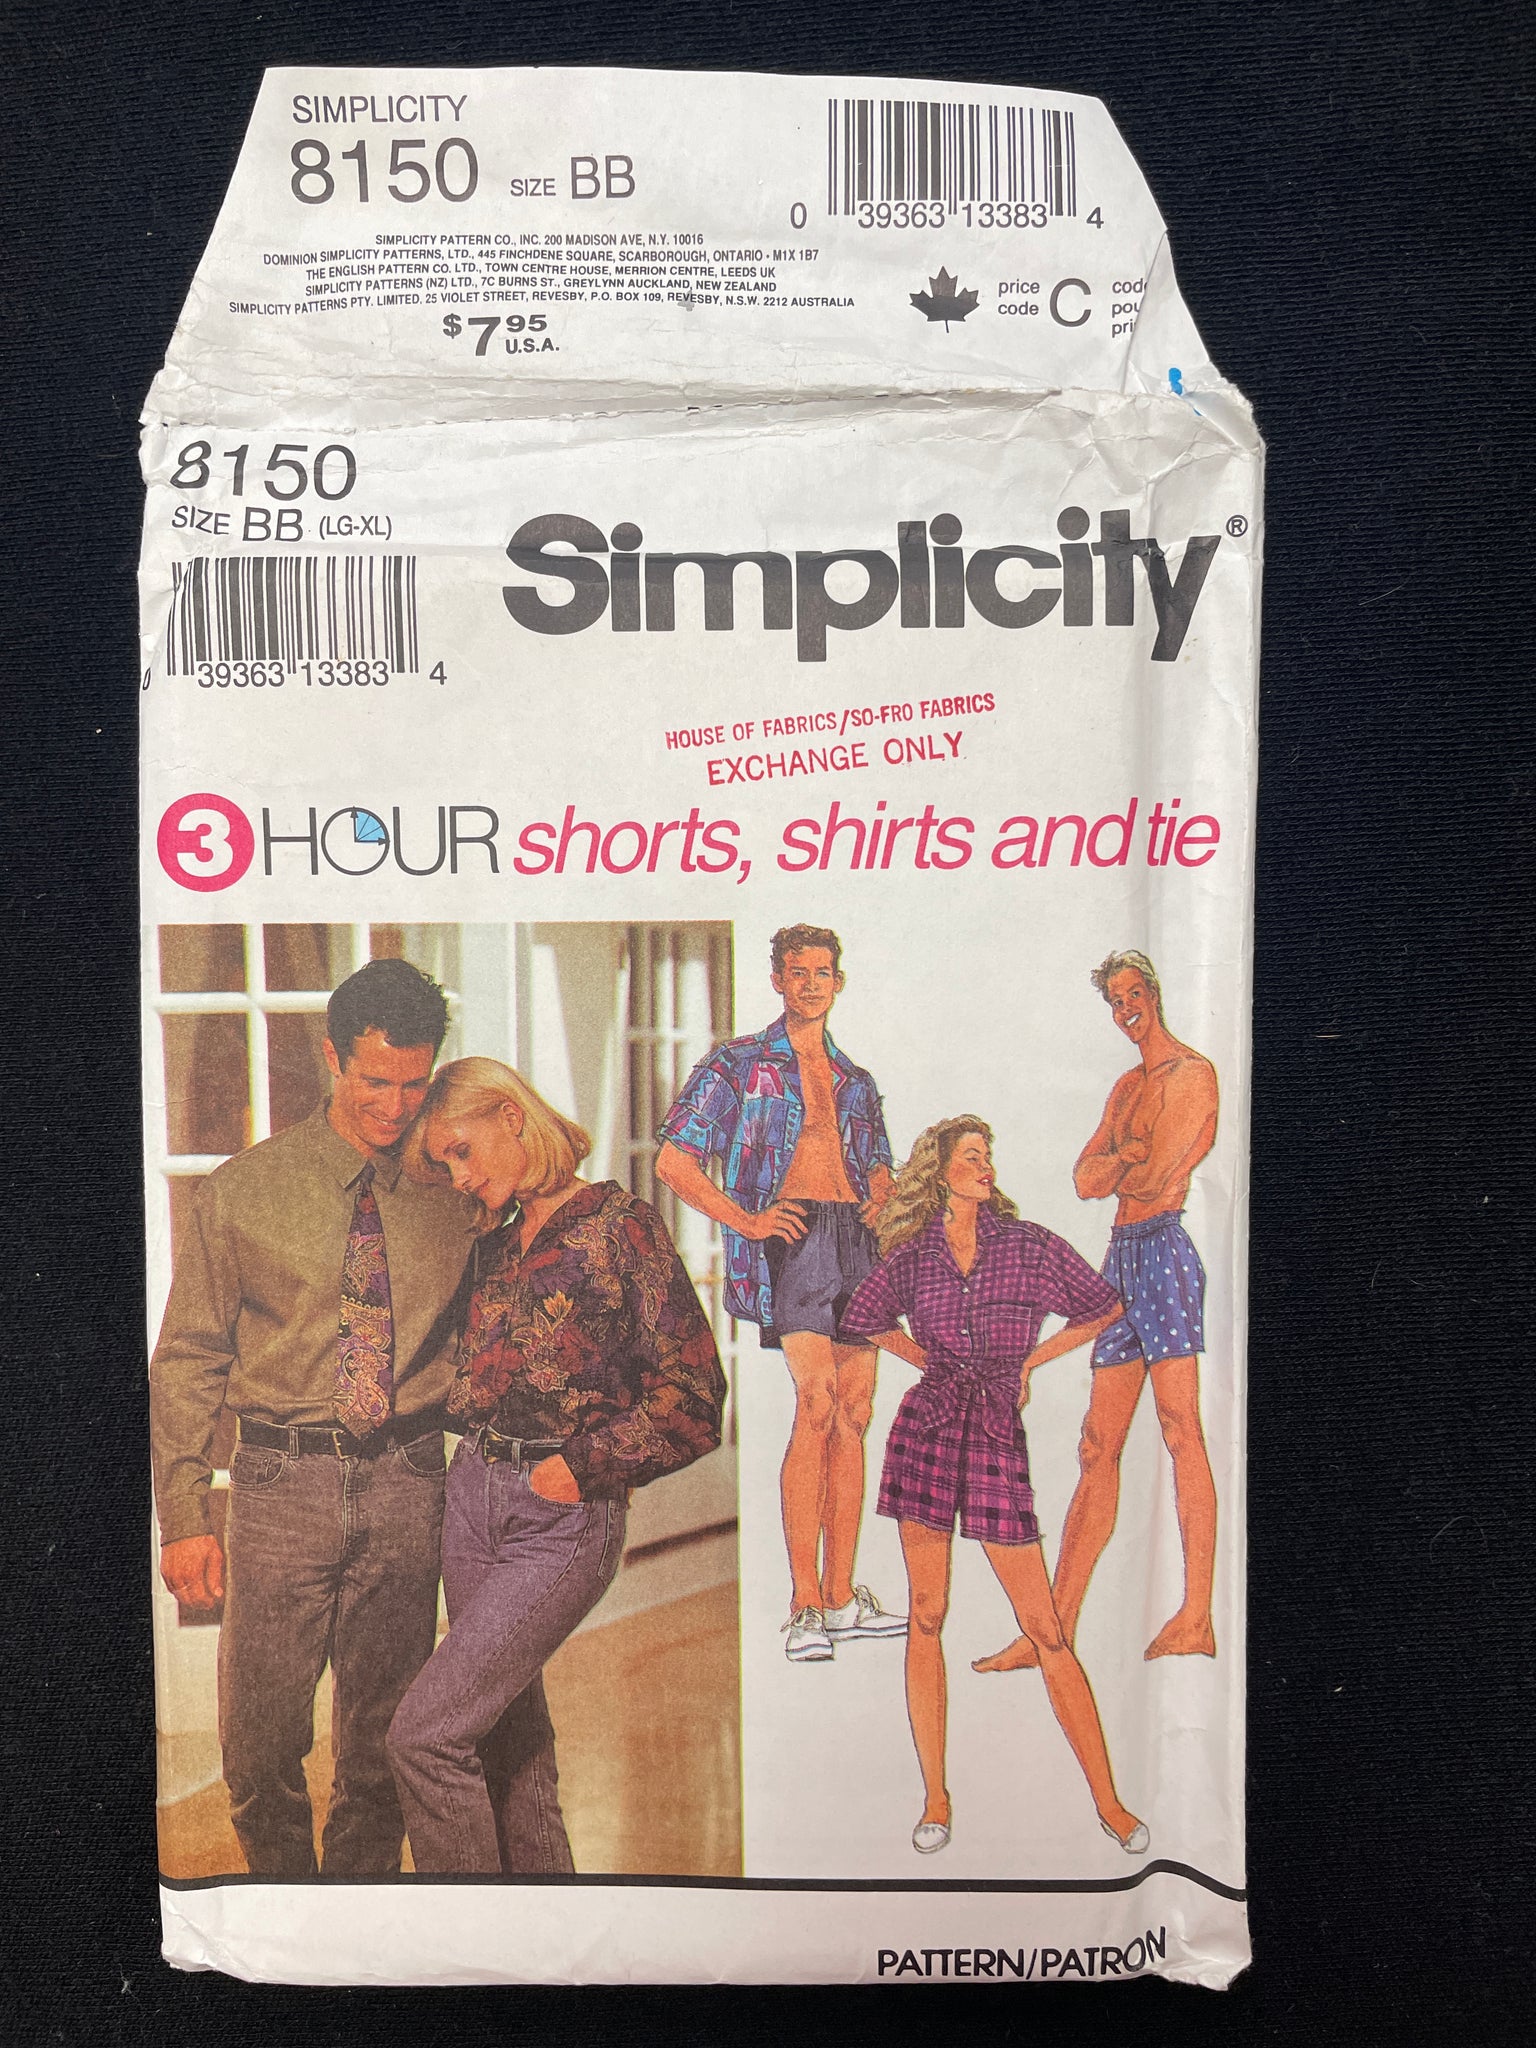 SIMPLICITY
8150 SIZE BB
0 39363 13383 4
SIMPLICITY PATTERN CO., INC. 200 MADISON AVE, N.Y. 10016
DOMINION SIMPLICITY PATTERNS, LTD., 445 FINCHDENE SQUARE, SCARBOROUGH, ONTARIO • M1X 1B7
THE ENGLISH PATTERN CO. LTD., TOWN CENTRE HOUSE, MERRION CENTRE, LEEDS UK
SIMPLICITY PATTERNS (NZ) LTD., 7C BURNS ST., GREYLYNN AUCKLAND, NEW ZEALAND
SIMPLICITY PATTERNS PTY. LIMITED, 25 VIOLET STREET, REVESBY, P.O. BOX 109, REVESBY, N.S.W. 2212 AUSTRALIA
$7.95
U.S.A.
price
code C
8150
SIZE BB (LG-XL)
0 39363 13383 4
Simplicity®
HOUSE OF FABRICS/SO-FRO FABRICS
EXCHANGE ONLY
3 HOUR shorts, shirts and tie
PATTERN/PATRON